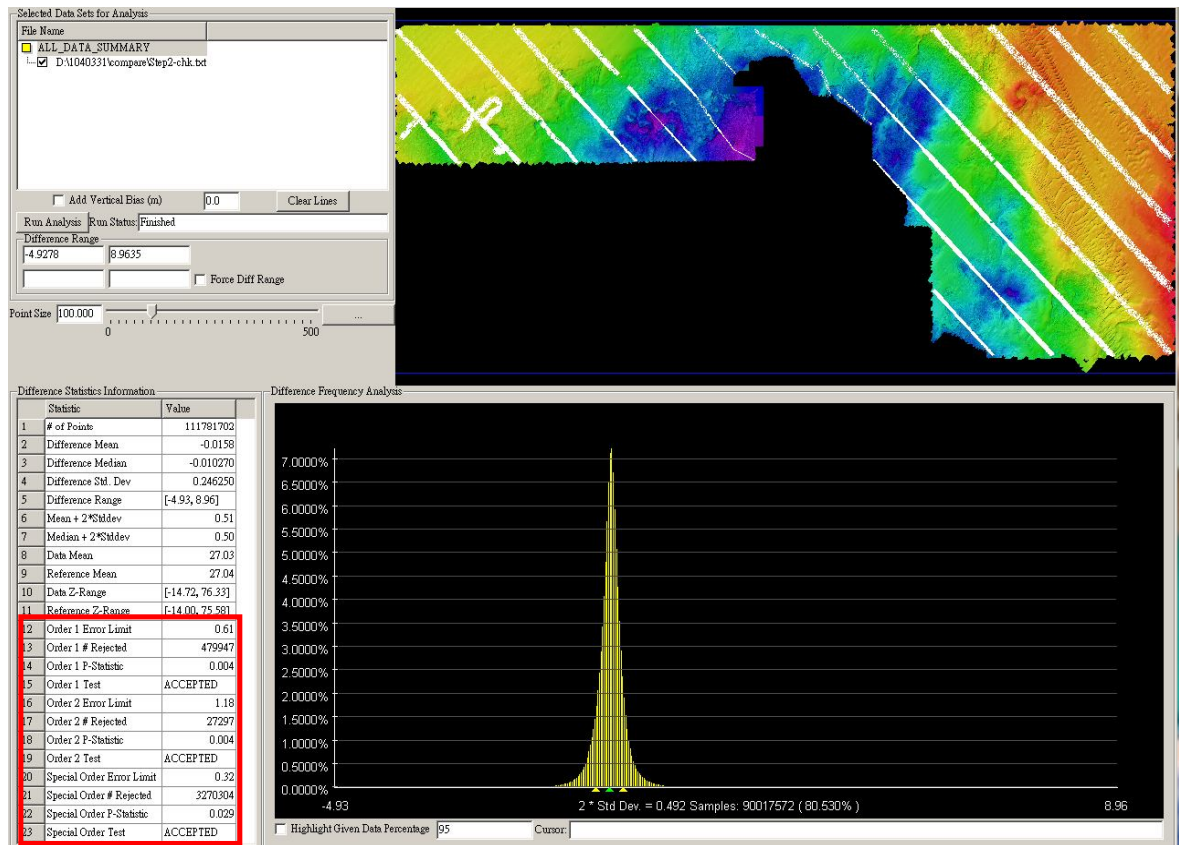 Selected Data Sets for Analysis
File Name
ALL_DATA_SUMMARY
D:\1040331\compare\Step2-chk.txt
Add Vertical Bias (m) 0.0 Clear Lines
Run Analysis Run Status: Finished
Difference Range
-4.9278 8.9635
Force Diff Range
Point Size 100.000 ...
0 500
Difference Statistics Information
Statistic Value
1 # of Points 111781702
2 Difference Mean -0.0158
3 Difference Median -0.010270
4 Difference Std. Dev 0.246250
5 Difference Range [-4.93, 8.96]
6 Mean + 2*Stddev 0.51
7 Median + 2*Stddev 0.50
8 Data Mean 27.03
9 Reference Mean 27.04
10 Data Z-Range [-14.72, 76.33]
11 Reference Z-Range [-14.00, 75.58]
12 Order 1 Error Limit 0.61
13 Order 1 # Rejected 479947
14 Order 1 P-Statistic 0.004
15 Order 1 Test ACCEPTED
16 Order 2 Error Limit 1.18
17 Order 2 # Rejected 27297
18 Order 2 P-Statistic 0.004
19 Order 2 Test ACCEPTED
20 Special Order Error Limit 0.32
21 Special Order # Rejected 3270304
22 Special Order P-Statistic 0.029
23 Special Order Test ACCEPTED
Difference Frequency Analysis
7.0000%
6.5000%
6.0000%
5.5000%
5.0000%
4.5000%
4.0000%
3.5000%
3.0000%
2.5000%
2.0000%
1.5000%
1.0000%
0.5000%
0.0000%
-4.93 2 * Std Dev. = 0.492 Samples: 90017572 ( 80.530% ) 8.96
Highlight Given Data Percentage 95 Cursor: